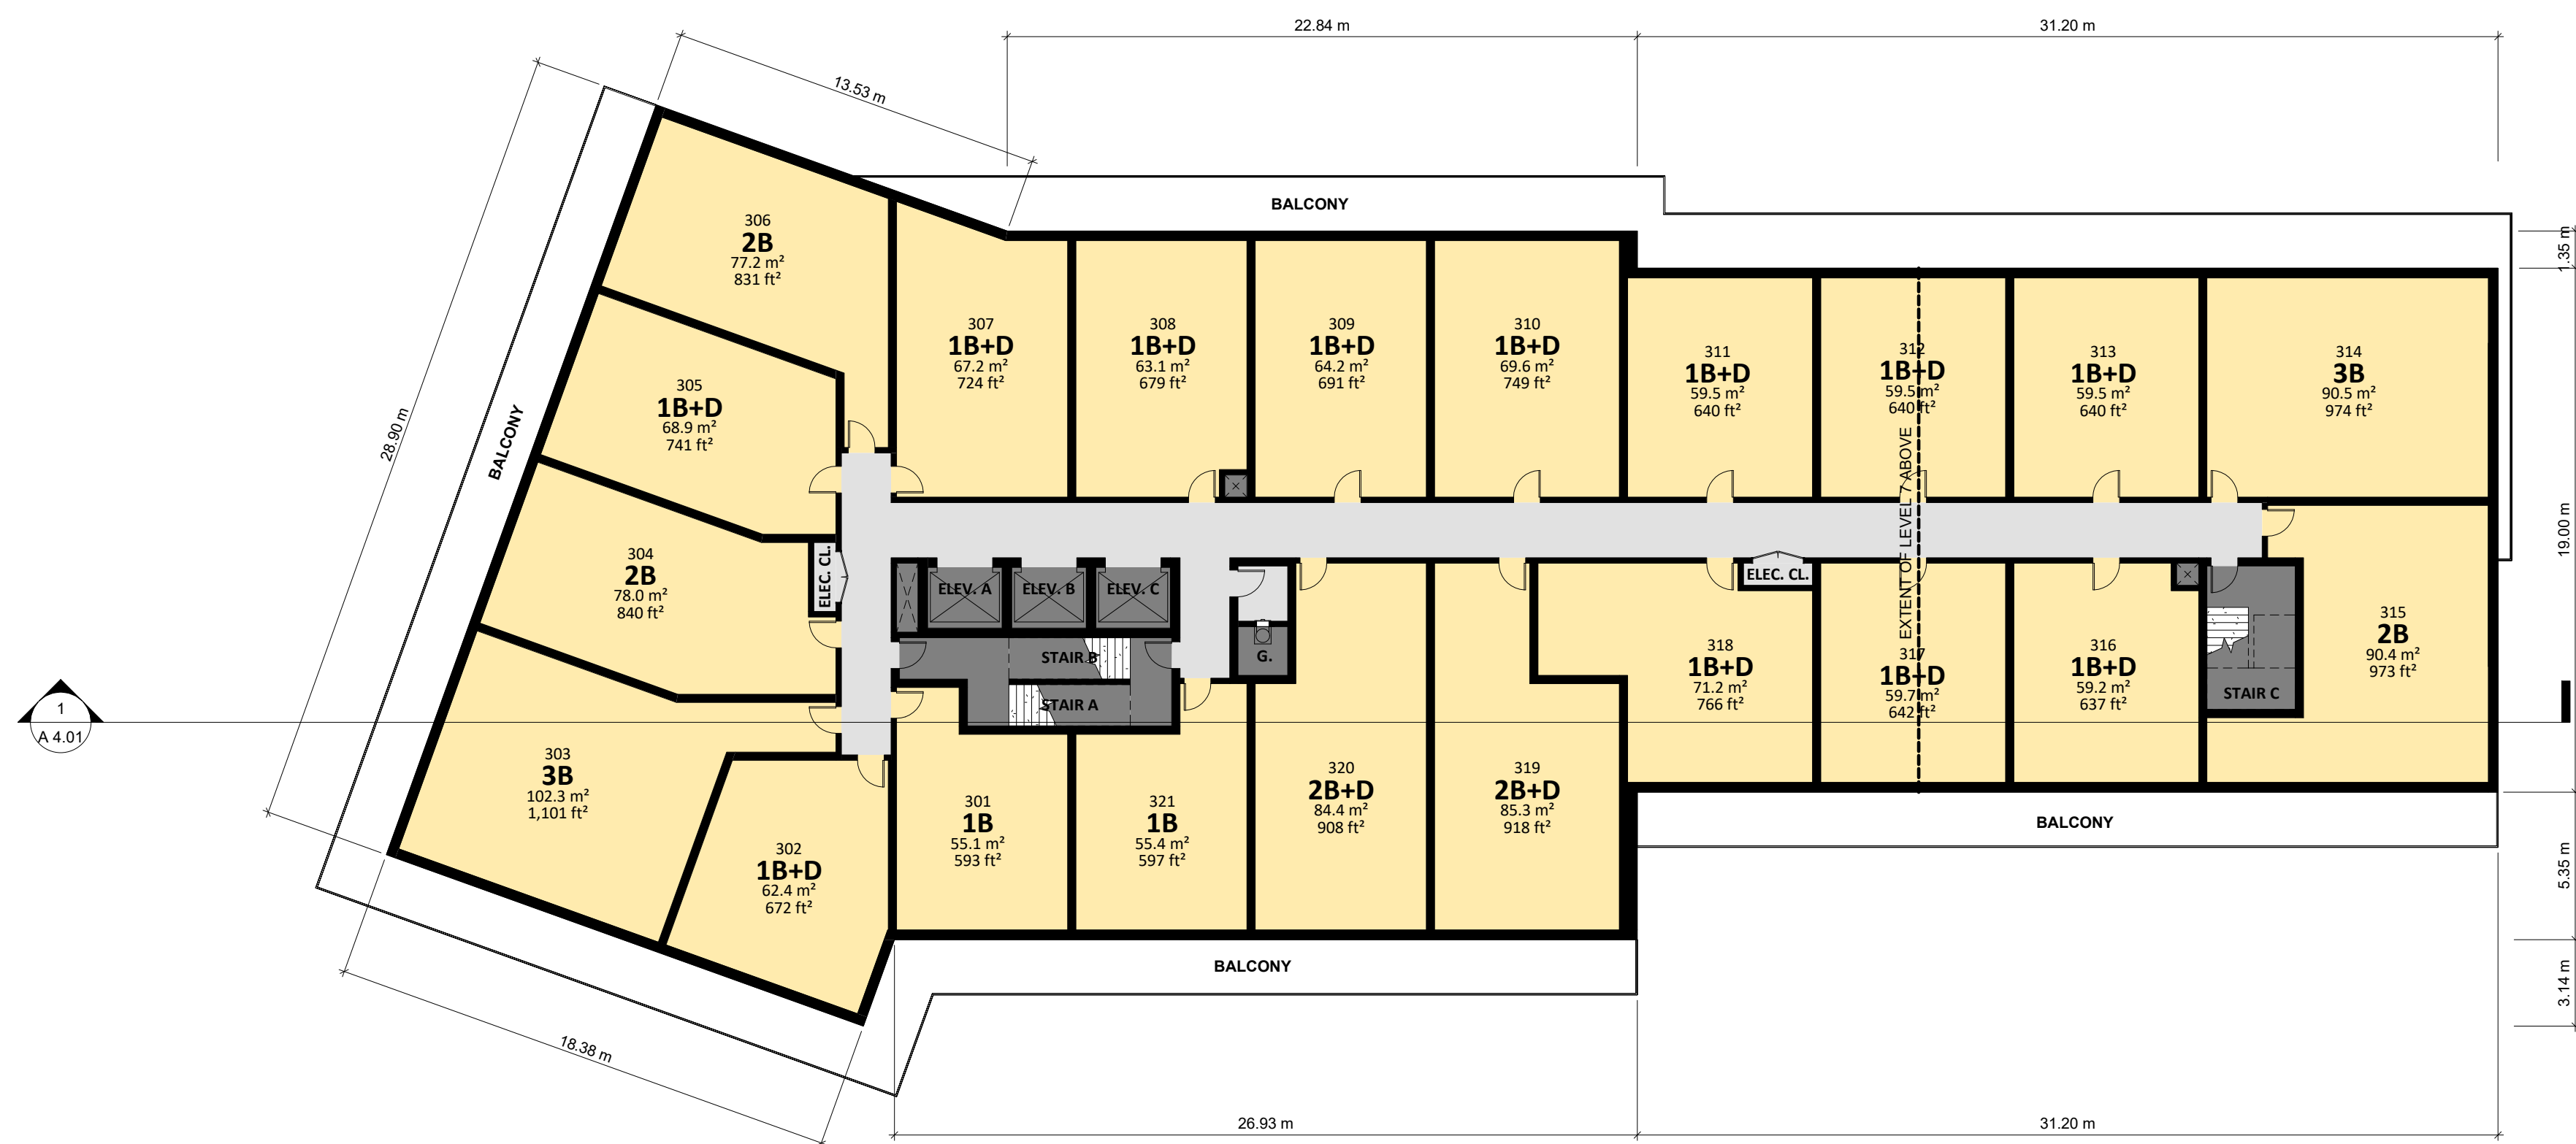 22.84 m
31.20 m
13.53 m
28.90 m
BALCONY
BALCONY
1.35 m
19.00 m
5.35 m
3.14 m
306
2B
77.2 m²
831 ft²
305
1B+D
68.9 m²
741 ft²
304
2B
78.0 m²
840 ft²
303
3B
102.3 m²
1,101 ft²
302
1B+D
62.4 m²
672 ft²
307
1B+D
67.2 m²
724 ft²
308
1B+D
63.1 m²
679 ft²
309
1B+D
64.2 m²
691 ft²
310
1B+D
69.6 m²
749 ft²
311
1B+D
59.5 m²
640 ft²
312
1B+D
59.5 m²
640 ft²
313
1B+D
59.5 m²
640 ft²
314
3B
90.5 m²
974 ft²
EXTENT OF LEVEL 7 ABOVE
ELEC. CL.
ELEV. A
ELEV. B
ELEV. C
STAIR B
STAIR A
G.
ELEC. CL.
STAIR C
315
2B
90.4 m²
973 ft²
316
1B+D
59.2 m²
637 ft²
317
1B+D
59.7 m²
642 ft²
318
1B+D
71.2 m²
766 ft²
319
2B+D
85.3 m²
918 ft²
320
2B+D
84.4 m²
908 ft²
321
1B
55.4 m²
597 ft²
301
1B
55.1 m²
593 ft²
1
A 4.01
BALCONY
BALCONY
18.38 m
26.93 m
31.20 m